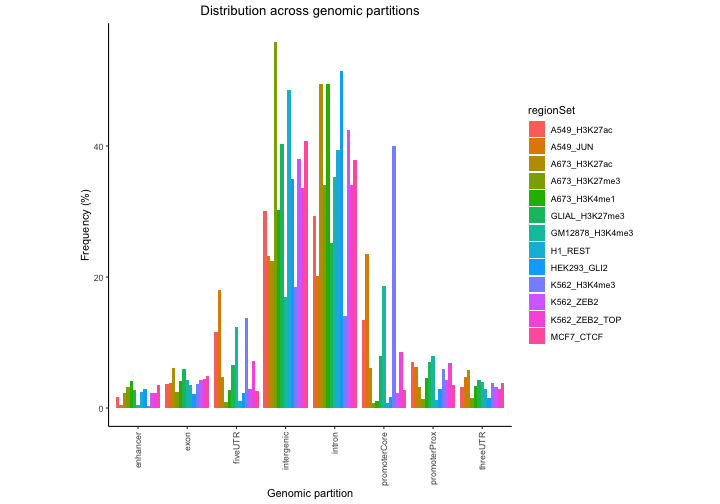 Distribution across genomic partitions
Frequency (%)
40
20
0
enhancer
exon
fiveUTR
intergenic
intron
promoterCore
promoterProx
threeUTR
Genomic partition
regionSet
A549_H3K27ac
A549_JUN
A673_H3K27ac
A673_H3K27me3
A673_H3K4me1
GLIAL_H3K27me3
GM12878_H3K4me3
H1_REST
HEK293_GLI2
K562_H3K4me3
K562_ZEB2
K562_ZEB2_TOP
MCF7_CTCF